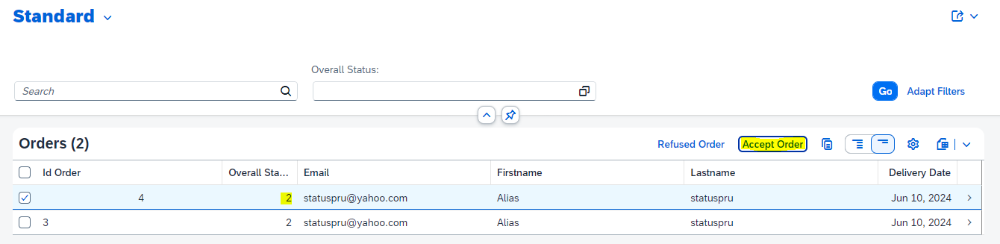 Standard
Overall Status:
Search
Go Adapt Filters
Orders (2) Refused Order Accept Order
Id Order Overall Sta... Email Firstname Lastname Delivery Date
4 2 statuspru@yahoo.com Alias statuspru Jun 10, 2024
3 2 statuspru@yahoo.com Alias statuspru Jun 10, 2024